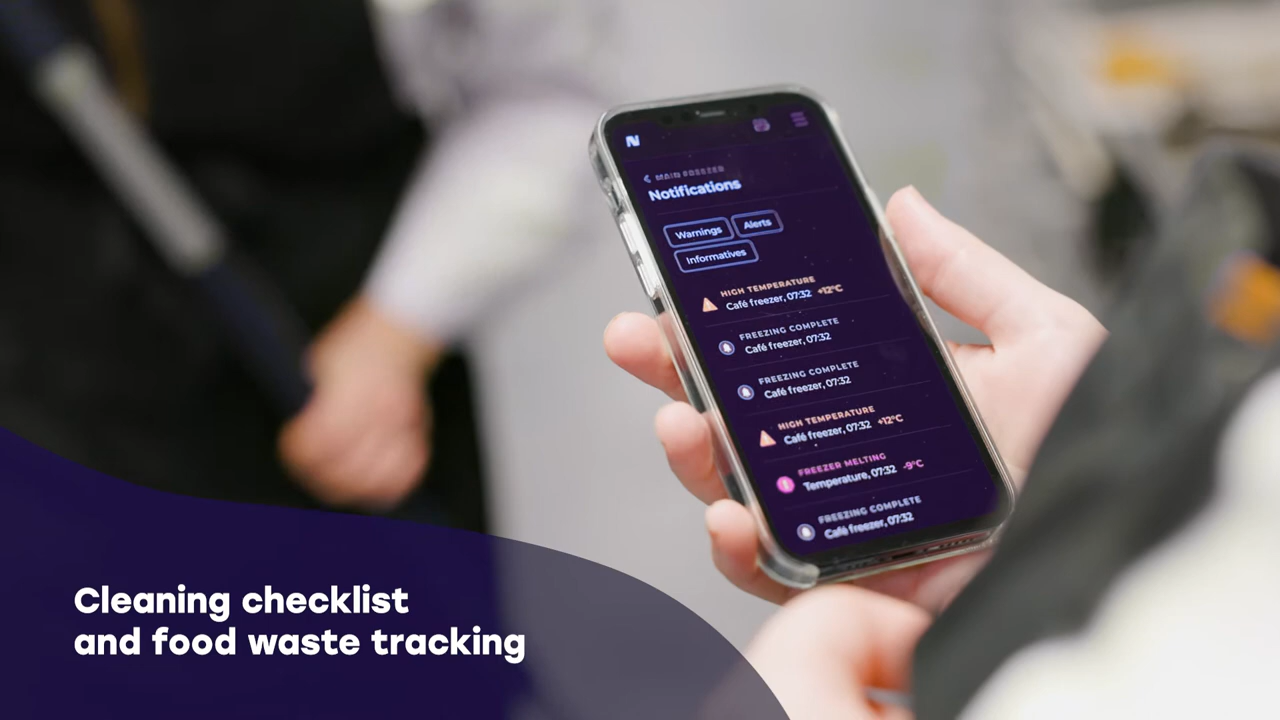 N
< MAIN FREEZER
Notifications
Warnings
Alerts
Informatives
HIGH TEMPERATURE
Café freezer, 07:32 +12°C
FREEZING COMPLETE
Café freezer, 07:32
FREEZING COMPLETE
Café freezer, 07:32
HIGH TEMPERATURE
Café freezer, 07:32 +12°C
FREEZER MELTING
Temperature, 07:32 -9°C
FREEZING COMPLETE
Café freezer, 07:32
Cleaning checklist
and food waste tracking